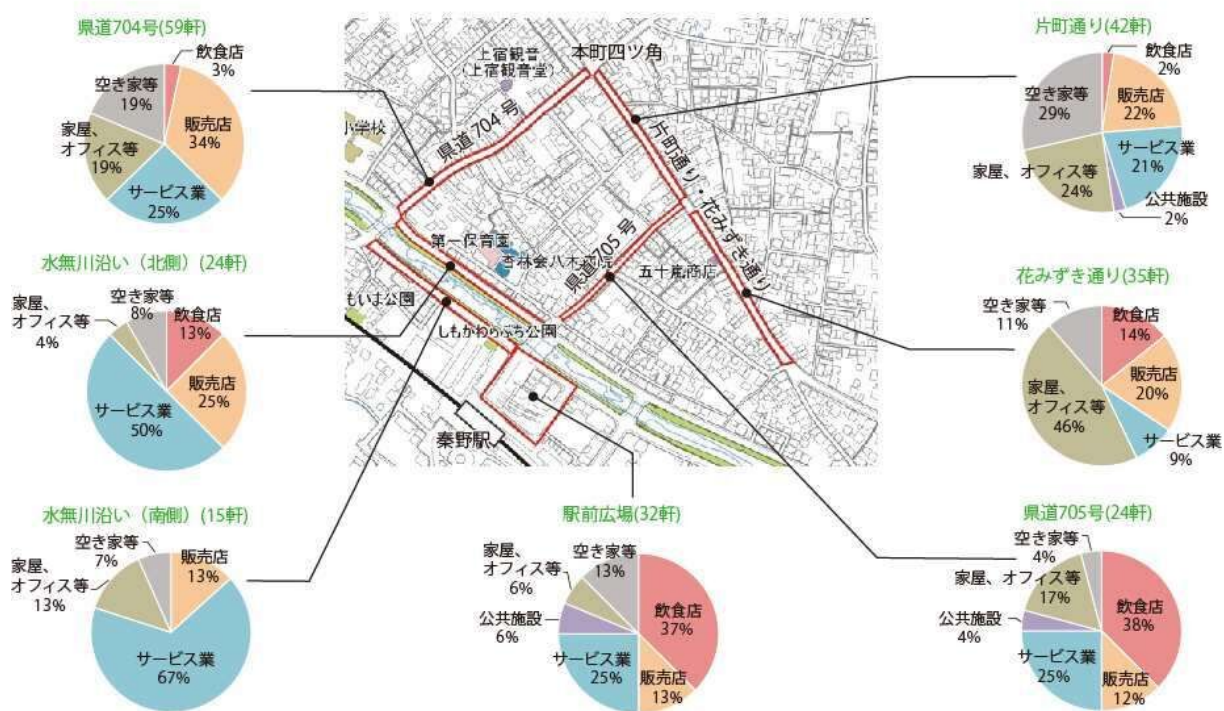 県道704号(59軒)
飲食店
3%
販売店
34%
サービス業
25%
家屋、
オフィス等
19%
空き家等
19%
水無川沿い（北側）(24軒)
飲食店
13%
販売店
25%
サービス業
50%
家屋、
オフィス等
4%
空き家等
8%
水無川沿い（南側）(15軒)
販売店
13%
サービス業
67%
家屋、
オフィス等
13%
空き家等
7%
上宿観音
(上宿観音堂)
本町四ツ角
小学校
県道704号
片町通り・花みずき通り
第一保育園
県道705号
五十嵐商店
もいま公園
しもかわらぶち公園
秦野駅
駅前広場(32軒)
飲食店
37%
販売店
13%
サービス業
25%
公共施設
6%
家屋、
オフィス等
6%
空き家等
13%
片町通り(42軒)
飲食店
2%
販売店
22%
サービス業
21%
公共施設
2%
家屋、オフィス等
24%
空き家等
29%
花みずき通り(35軒)
飲食店
14%
販売店
20%
サービス業
9%
家屋、
オフィス等
46%
空き家等
11%
県道705号(24軒)
飲食店
38%
販売店
12%
サービス業
25%
公共施設
4%
家屋、オフィス等
17%
空き家等
4%